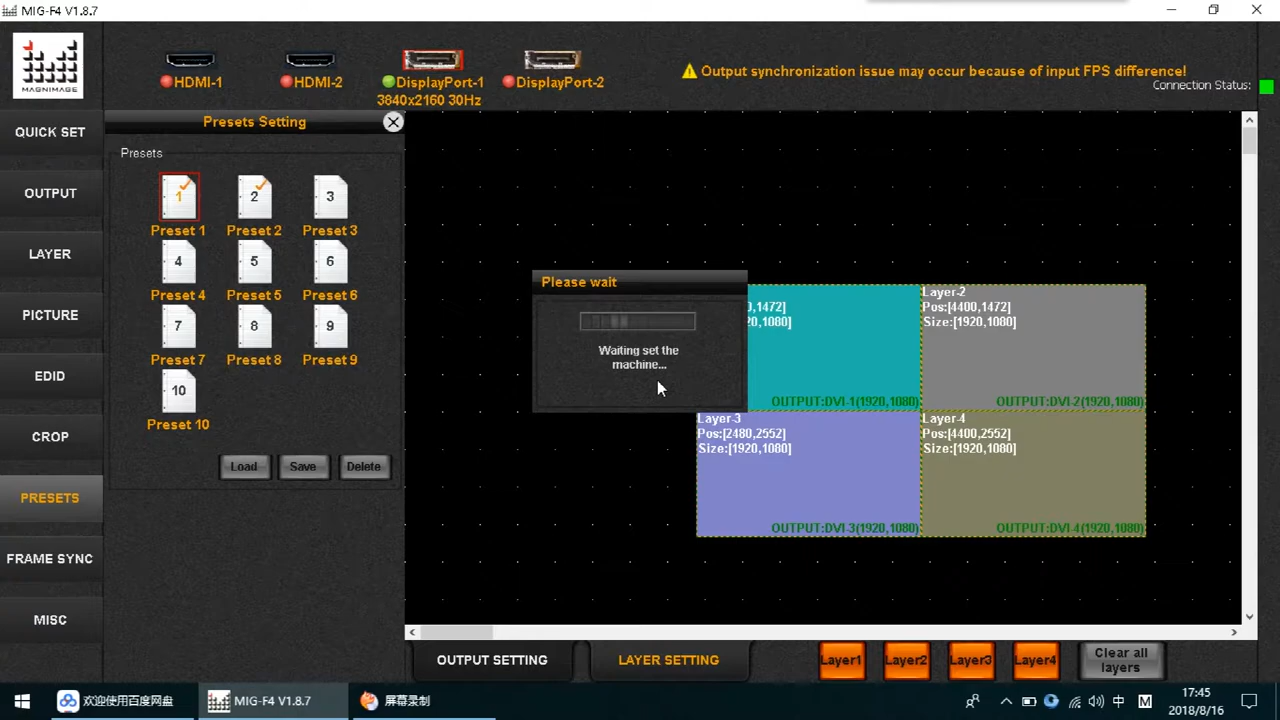 MIG-F4 V1.8.7
MAGNIMAGE
HDMI-1
HDMI-2
DisplayPort-1
3840x2160 30Hz
DisplayPort-2
Output synchronization issue may occur because of input FPS difference!
Connection Status:
QUICK SET
OUTPUT
LAYER
PICTURE
EDID
CROP
PRESETS
FRAME SYNC
MISC
Presets Setting
Presets
1
2
3
Preset 1
Preset 2
Preset 3
4
5
6
Preset 4
Preset 5
Preset 6
7
8
9
Preset 7
Preset 8
Preset 9
10
Preset 10
Load
Save
Delete
Please wait
Waiting set the
machine...
,1472]
20,1080]
OUTPUT:DVI-1(1920,1080)
Layer-2
Pos:[4400,1472]
Size:[1920,1080]
OUTPUT:DVI-2(1920,1080)
Layer-3
Pos:[2480,2552]
Size:[1920,1080]
OUTPUT:DVI-3(1920,1080)
Layer-4
Pos:[4400,2552]
Size:[1920,1080]
OUTPUT:DVI-4(1920,1080)
OUTPUT SETTING
LAYER SETTING
Layer1
Layer2
Layer3
Layer4
Clear all
layers
欢迎使用百度网盘
MIG-F4 V1.8.7
屏幕录制
中
M
17:45
2018/8/16